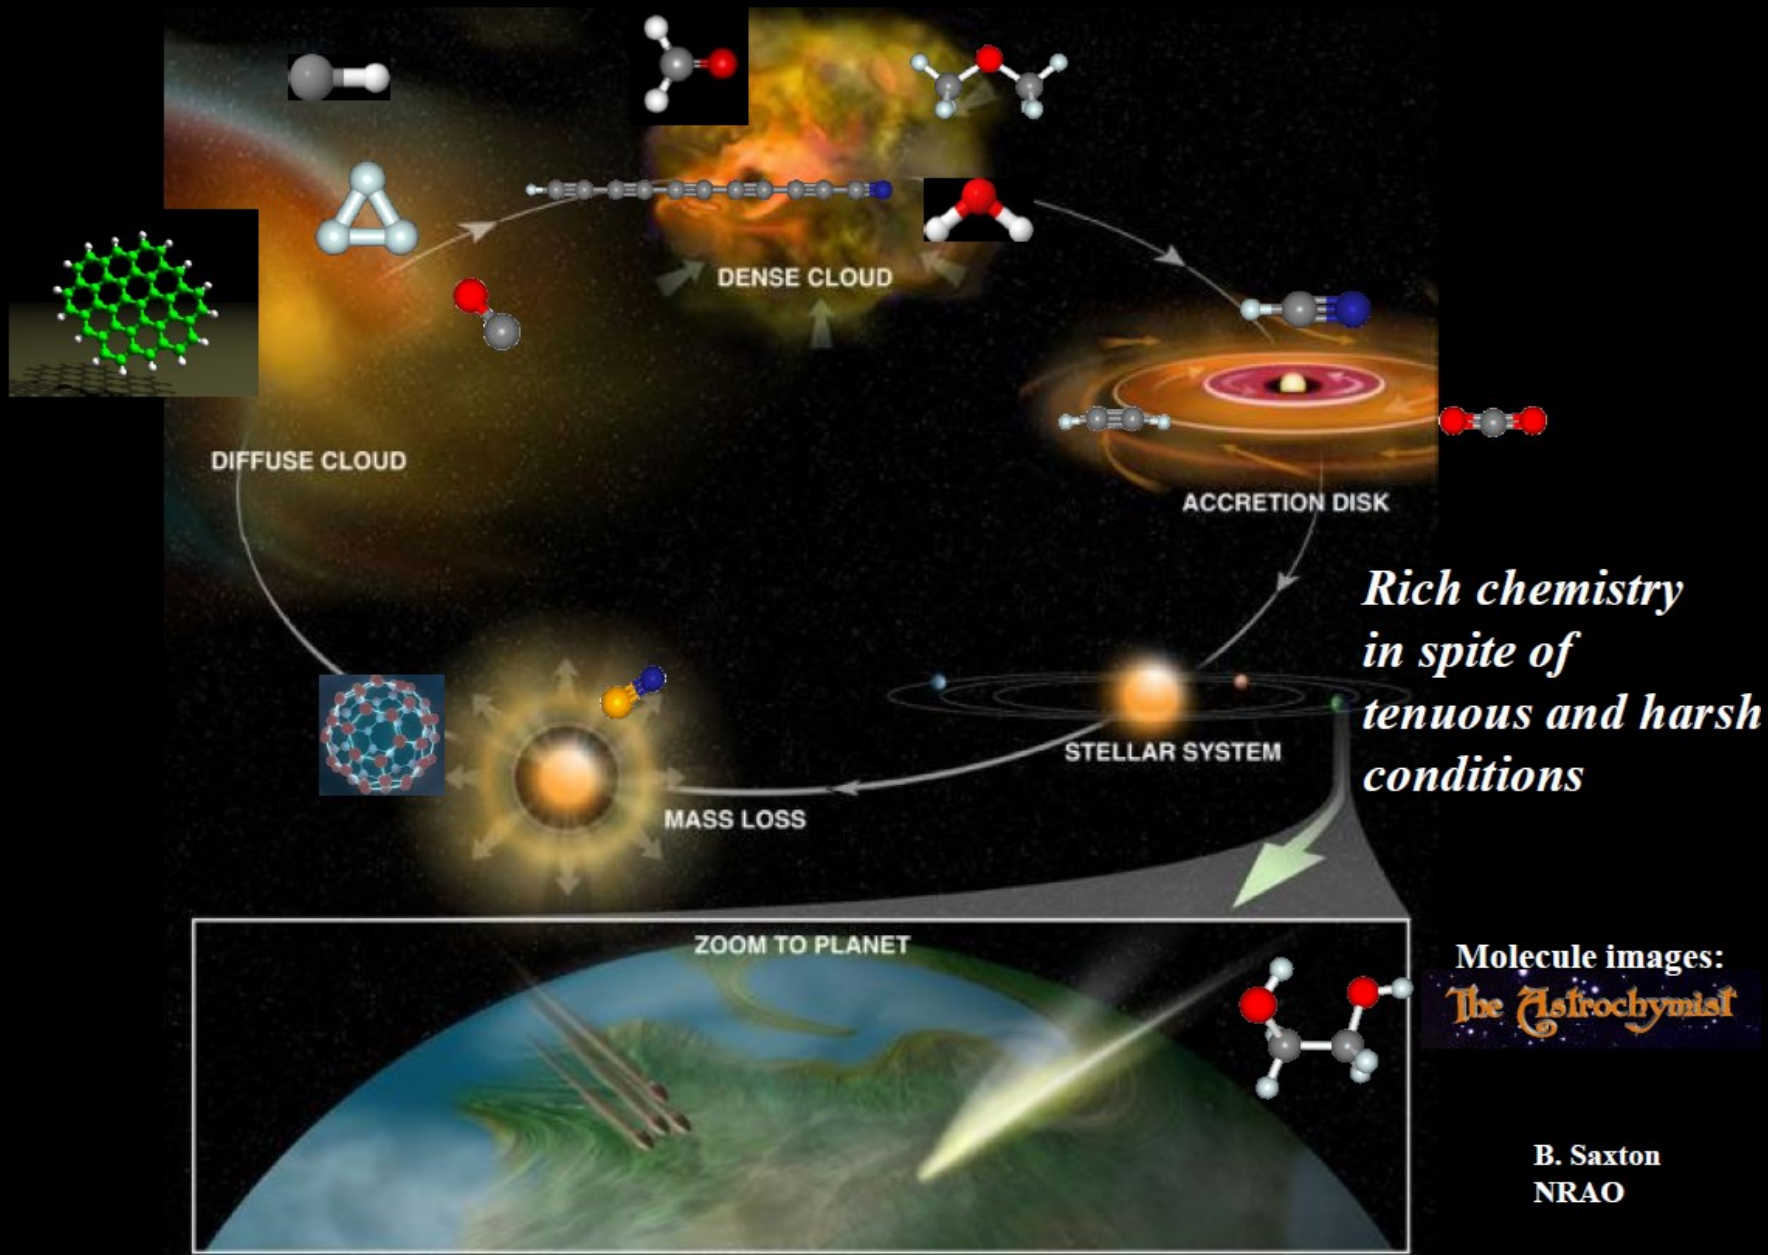 DENSE CLOUD
DIFFUSE CLOUD
ACCRETION DISK
Rich chemistry
in spite of
tenuous and harsh
conditions
STELLAR SYSTEM
MASS LOSS
ZOOM TO PLANET
Molecule images:
The Astrochymist
B. Saxton
NRAO